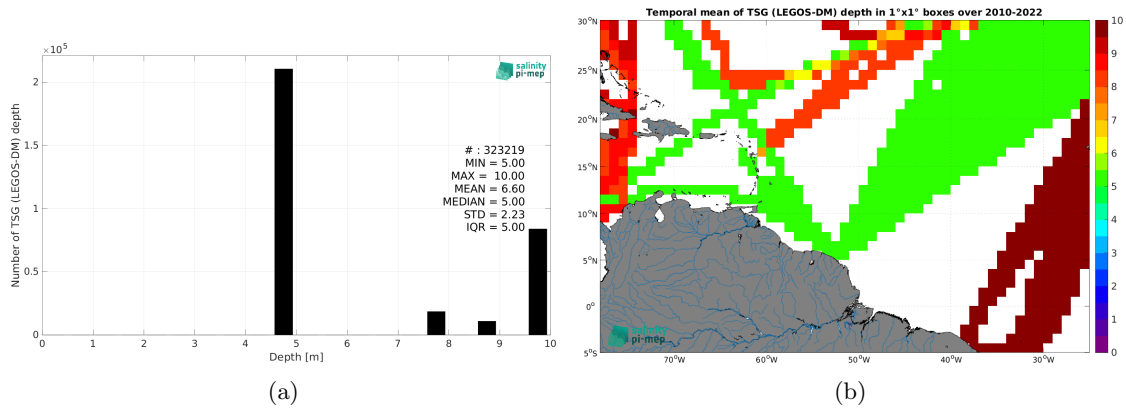 ×10⁵
2
1.5
1
0.5
0
Number of TSG (LEGOS-DM) depth
salinity
pi-mep
# : 323219
MIN = 5.00
MAX = 10.00
MEAN = 6.60
MEDIAN = 5.00
STD = 2.23
IQR = 5.00
0 1 2 3 4 5 6 7 8 9 10
Depth [m]
(a)
Temporal mean of TSG (LEGOS-DM) depth in 1°x1° boxes over 2010-2022
30°N
25°N
20°N
15°N
10°N
5°N
0°
5°S
salinity
pi-mep
70°W 60°W 50°W 40°W 30°W
10
9
8
7
6
5
4
3
2
1
0
(b)